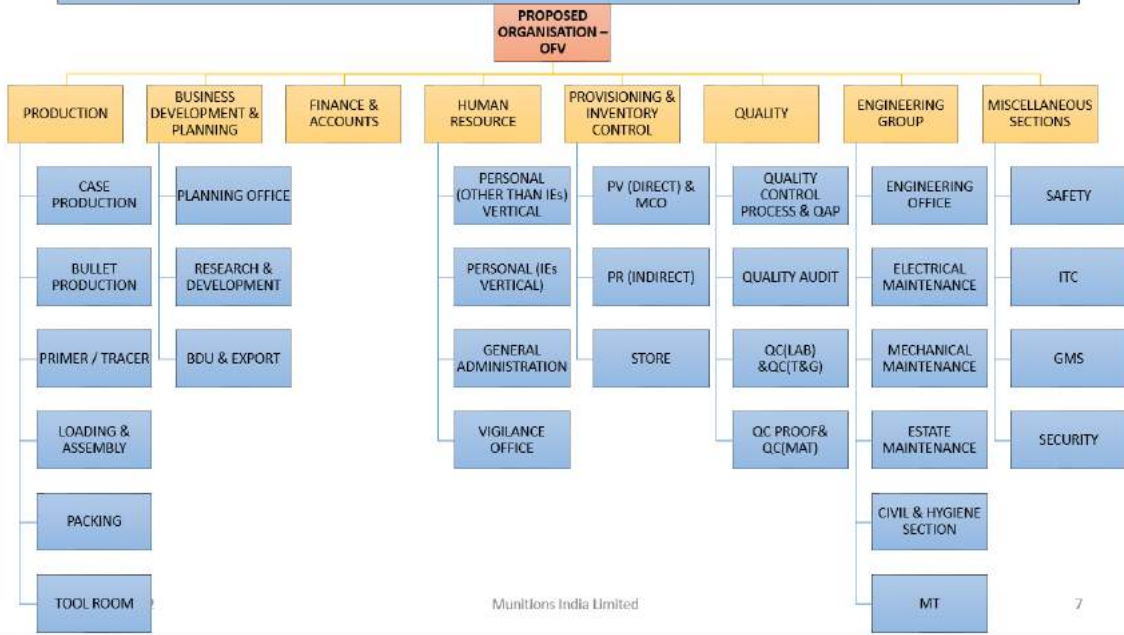 PROPOSED
ORGANISATION –
OFV
PRODUCTION
BUSINESS
DEVELOPMENT &
PLANNING
FINANCE &
ACCOUNTS
HUMAN
RESOURCE
PROVISIONING &
INVENTORY
CONTROL
QUALITY
ENGINEERING
GROUP
MISCELLANEOUS
SECTIONS
CASE
PRODUCTION
BULLET
PRODUCTION
PRIMER / TRACER
LOADING &
ASSEMBLY
PACKING
TOOL ROOM
PLANNING OFFICE
RESEARCH &
DEVELOPMENT
BDU & EXPORT
PERSONAL
(OTHER THAN IEs)
VERTICAL
PERSONAL (IEs
VERTICAL)
GENERAL
ADMINISTRATION
VIGILANCE
OFFICE
PV (DIRECT) &
MCO
PR (INDIRECT)
STORE
QUALITY
CONTROL
PROCESS & QAP
QUALITY AUDIT
QC(LAB)
&QC(T&G)
QC PROOF&
QC(MAT)
ENGINEERING
OFFICE
ELECTRICAL
MAINTENANCE
MECHANICAL
MAINTENANCE
ESTATE
MAINTENANCE
CIVIL & HYGIENE
SECTION
MT
SAFETY
ITC
GMS
SECURITY
Munitions India Limited
7